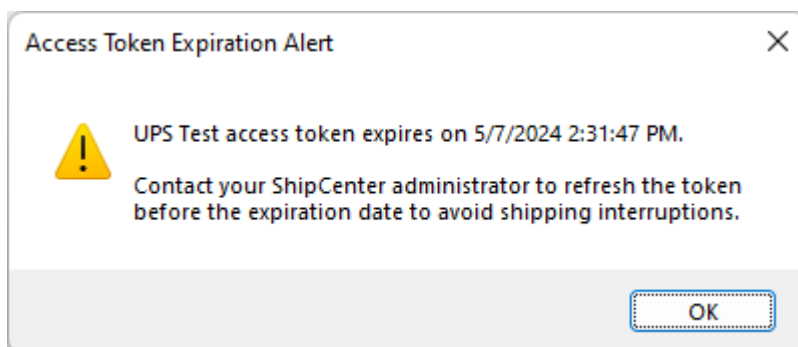 Access Token Expiration Alert
UPS Test access token expires on 5/7/2024 2:31:47 PM.
Contact your ShipCenter administrator to refresh the token
before the expiration date to avoid shipping interruptions.
OK